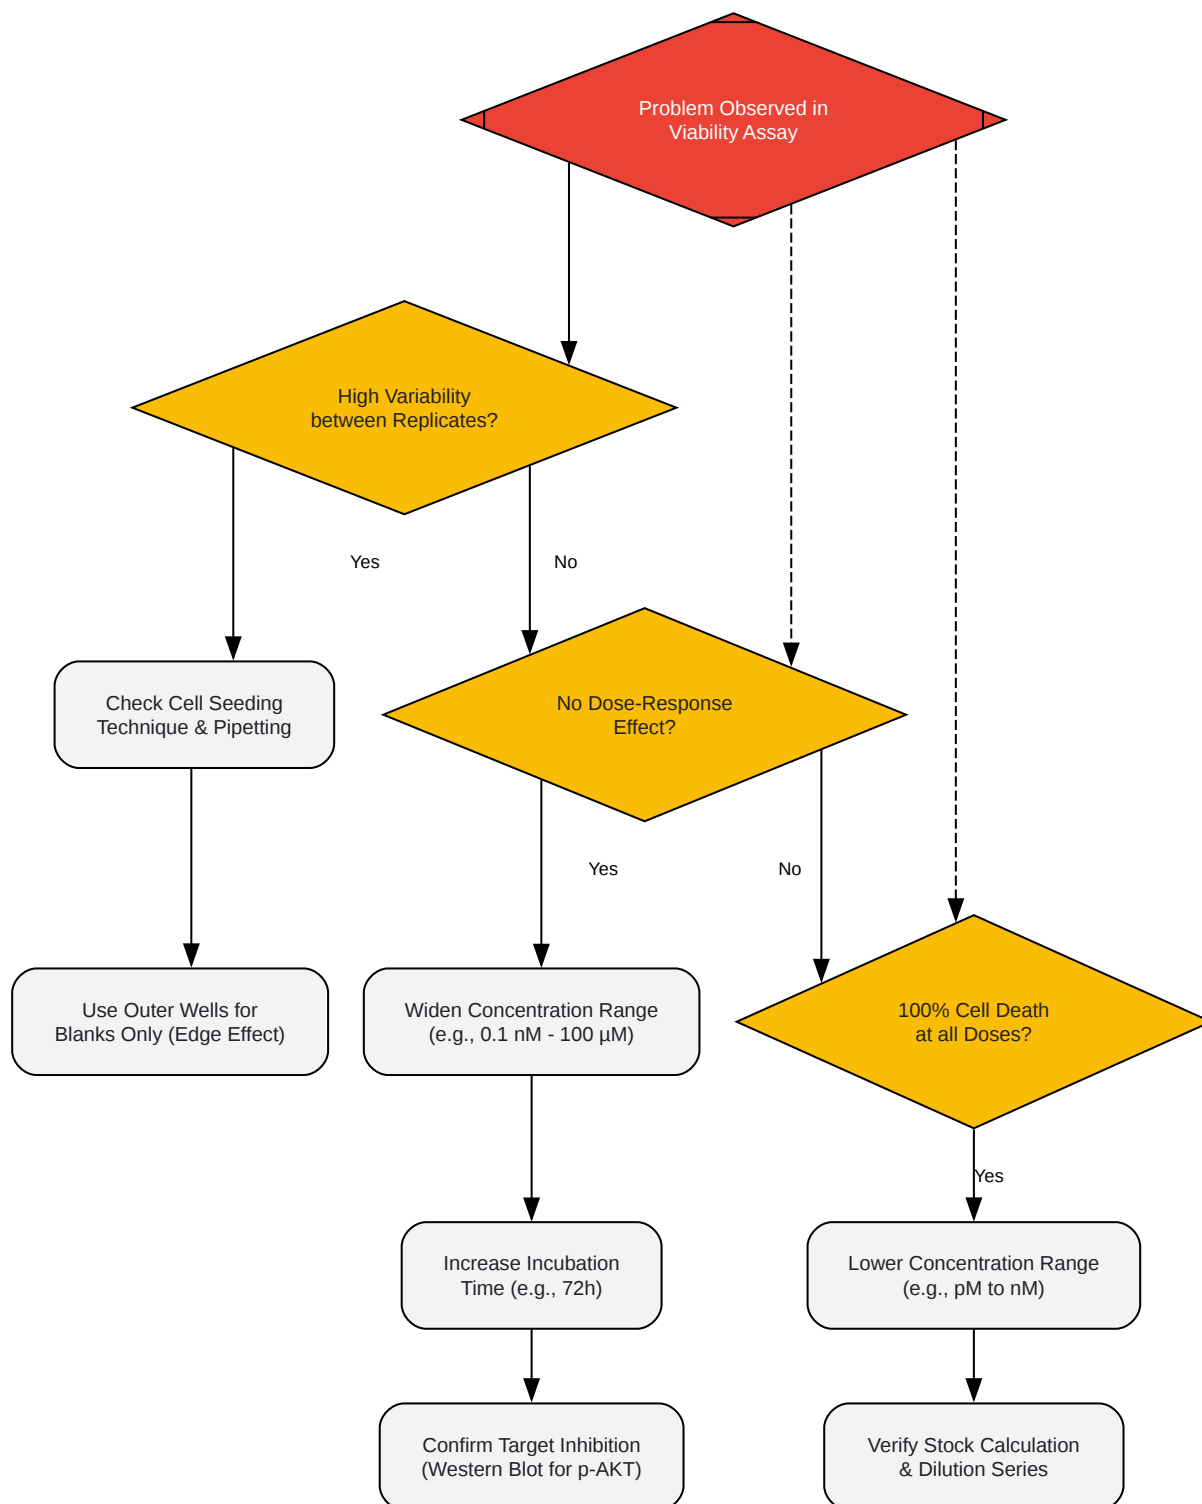 Problem Observed in
Viability Assay
High Variability
between Replicates?
Yes
No
Check Cell Seeding
Technique & Pipetting
No Dose-Response
Effect?
Yes
No
Use Outer Wells for
Blanks Only (Edge Effect)
Widen Concentration Range
(e.g., 0.1 nM - 100 µM)
100% Cell Death
at all Doses?
Yes
Increase Incubation
Time (e.g., 72h)
Lower Concentration Range
(e.g., pM to nM)
Confirm Target Inhibition
(Western Blot for p-AKT)
Verify Stock Calculation
& Dilution Series